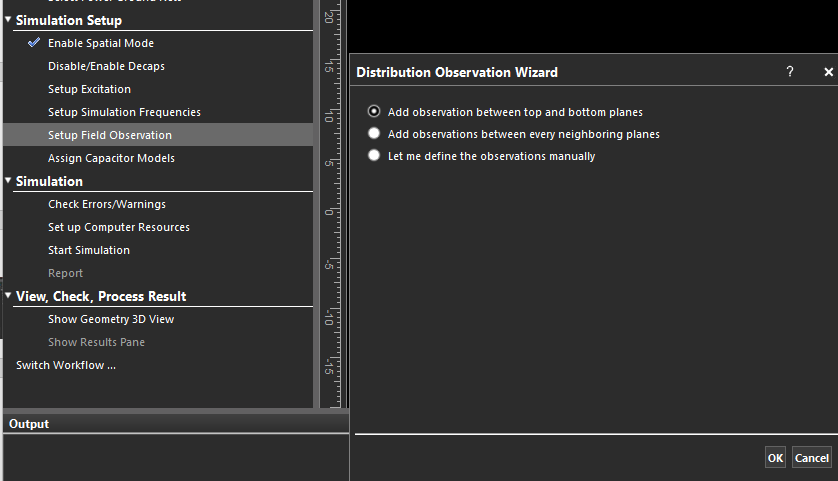 Simulation Setup
Enable Spatial Mode
Disable/Enable Decaps
Setup Excitation
Setup Simulation Frequencies
Setup Field Observation
Assign Capacitor Models
Simulation
Check Errors/Warnings
Set up Computer Resources
Start Simulation
Report
View, Check, Process Result
Show Geometry 3D View
Show Results Pane
Switch Workflow ...
Output
20
15
10
5
0
-5
-10
-15
Distribution Observation Wizard
?
Add observation between top and bottom planes
Add observations between every neighboring planes
Let me define the observations manually
OK
Cancel